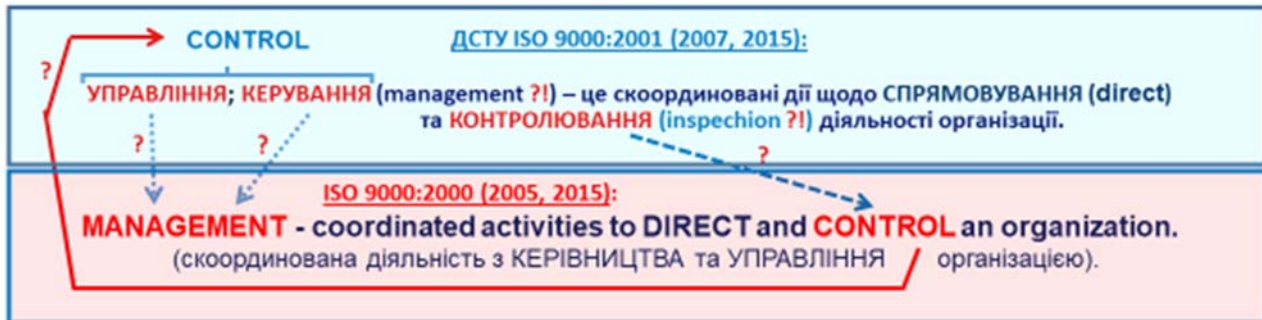 CONTROL ДСТУ ISO 9000:2001 (2007, 2015):
?
УПРАВЛІННЯ; КЕРУВАННЯ (management ?!) – це скоординовані дії щодо СПРЯМОВУВАННЯ (direct)
та КОНТРОЛЮВАННЯ (inspechion ?!) діяльності організації.
? ? ?
ISO 9000:2000 (2005, 2015):
MANAGEMENT - coordinated activities to DIRECT and CONTROL an organization.
(скоординована діяльність з КЕРІВНИЦТВА та УПРАВЛІННЯ організацією).